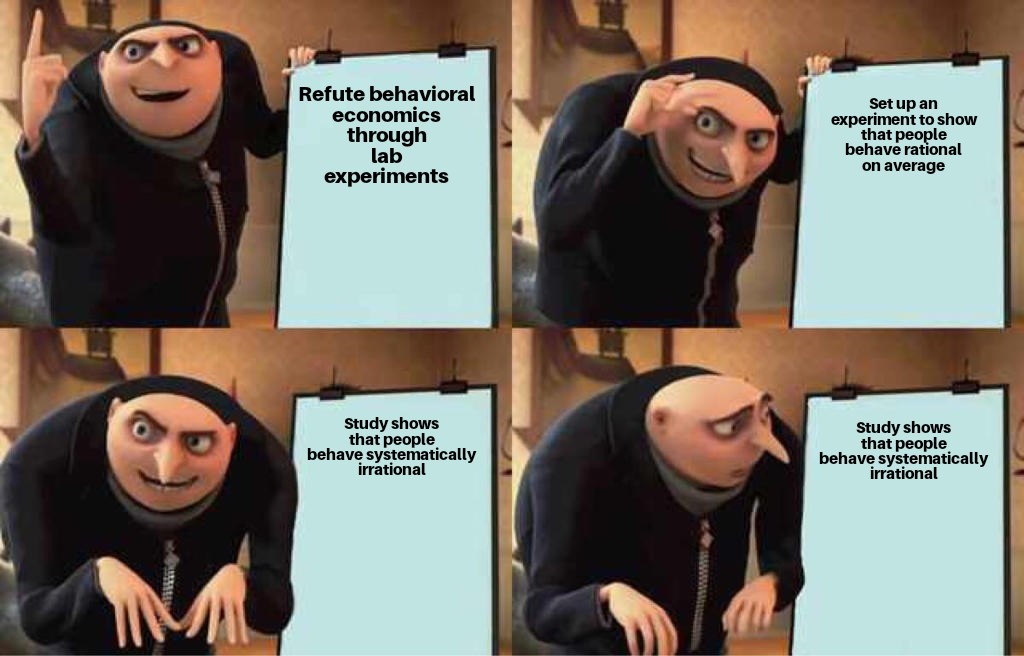 Refute behavioral
economics
through
lab
experiments
Set up an
experiment to show
that people
behave rational
on average
Study shows
that people
behave systematically
irrational
Study shows
that people
behave systematically
irrational